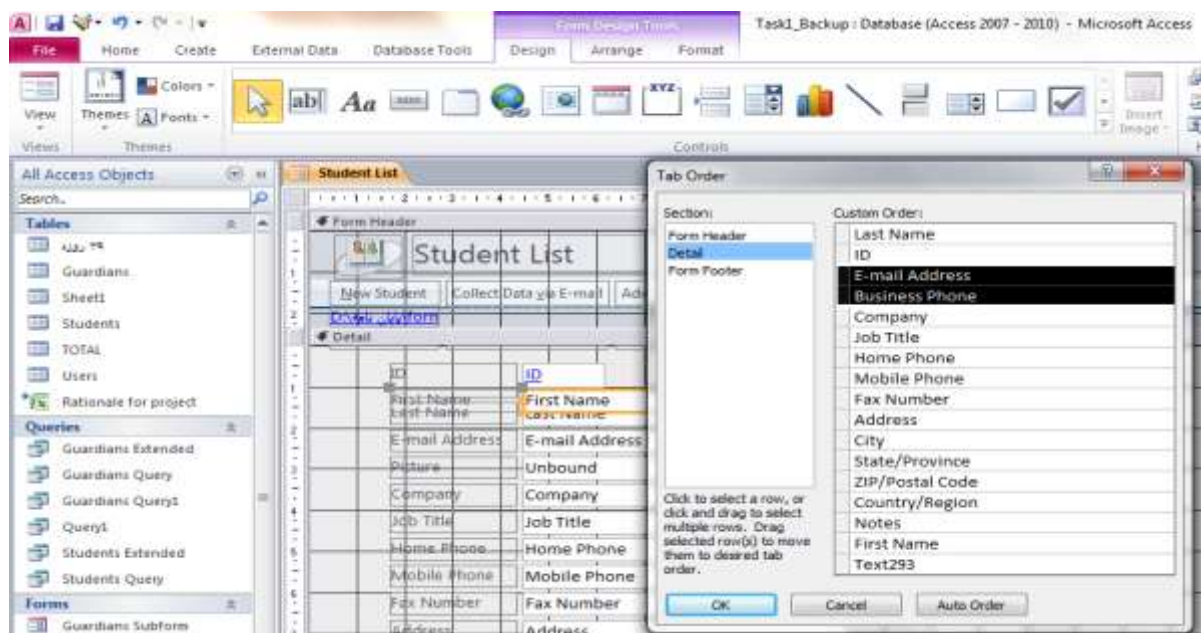 Form Design Tools
Task1_Backup : Database (Access 2007 - 2010) - Microsoft Access
File Home Create External Data Database Tools Design Arrange Format
View
Themes
Colors
Fonts
Aa
XYZ
Insert Image
Views Themes Controls
All Access Objects
Search..
Tables
Guardians
Sheet1
Students
TOTAL
Users
Rationale for project
Queries
Guardians Extended
Guardians Query
Guardians Query1
Query1
Students Extended
Students Query
Forms
Guardians Subform
Student List
Form Header
Student List
New Student Collect Data via E-mail
Detail
ID ID
First Name First Name
Last Name Last Name
E-mail Address E-mail Address
Picture Unbound
Company Company
Job Title Job Title
Home Phone Home Phone
Mobile Phone Mobile Phone
Fax Number Fax Number
Address Address
Tab Order
Section:
Form Header
Detail
Form Footer
Click to select a row, or
click and drag to select
multiple rows. Drag
selected row(s) to move
them to desired tab
order.
Custom Order:
Last Name
ID
E-mail Address
Business Phone
Company
Job Title
Home Phone
Mobile Phone
Fax Number
Address
City
State/Province
ZIP/Postal Code
Country/Region
Notes
First Name
Text293
OK Cancel Auto Order